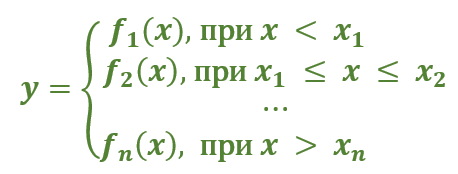 f₁(x), при x < x₁
y = { f₂(x), при x₁ ≤ x ≤ x₂
...
fₙ(x), при x > xₙ